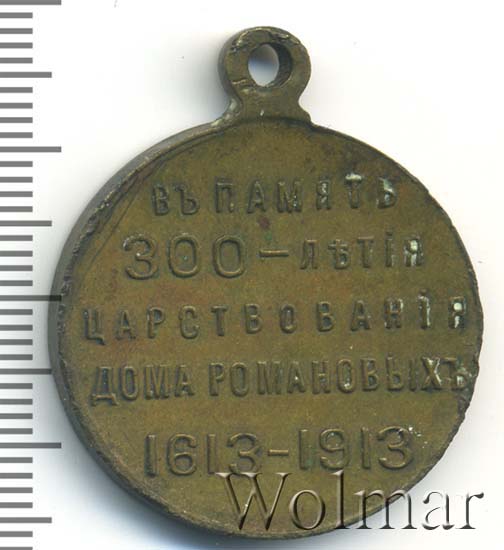 ВЪ ПАМЯТЬ
300-ЛѢТІЯ
ЦАРСТВОВАНІЯ
ДОМА РОМАНОВЫХЪ
1613-1913
Wolmar